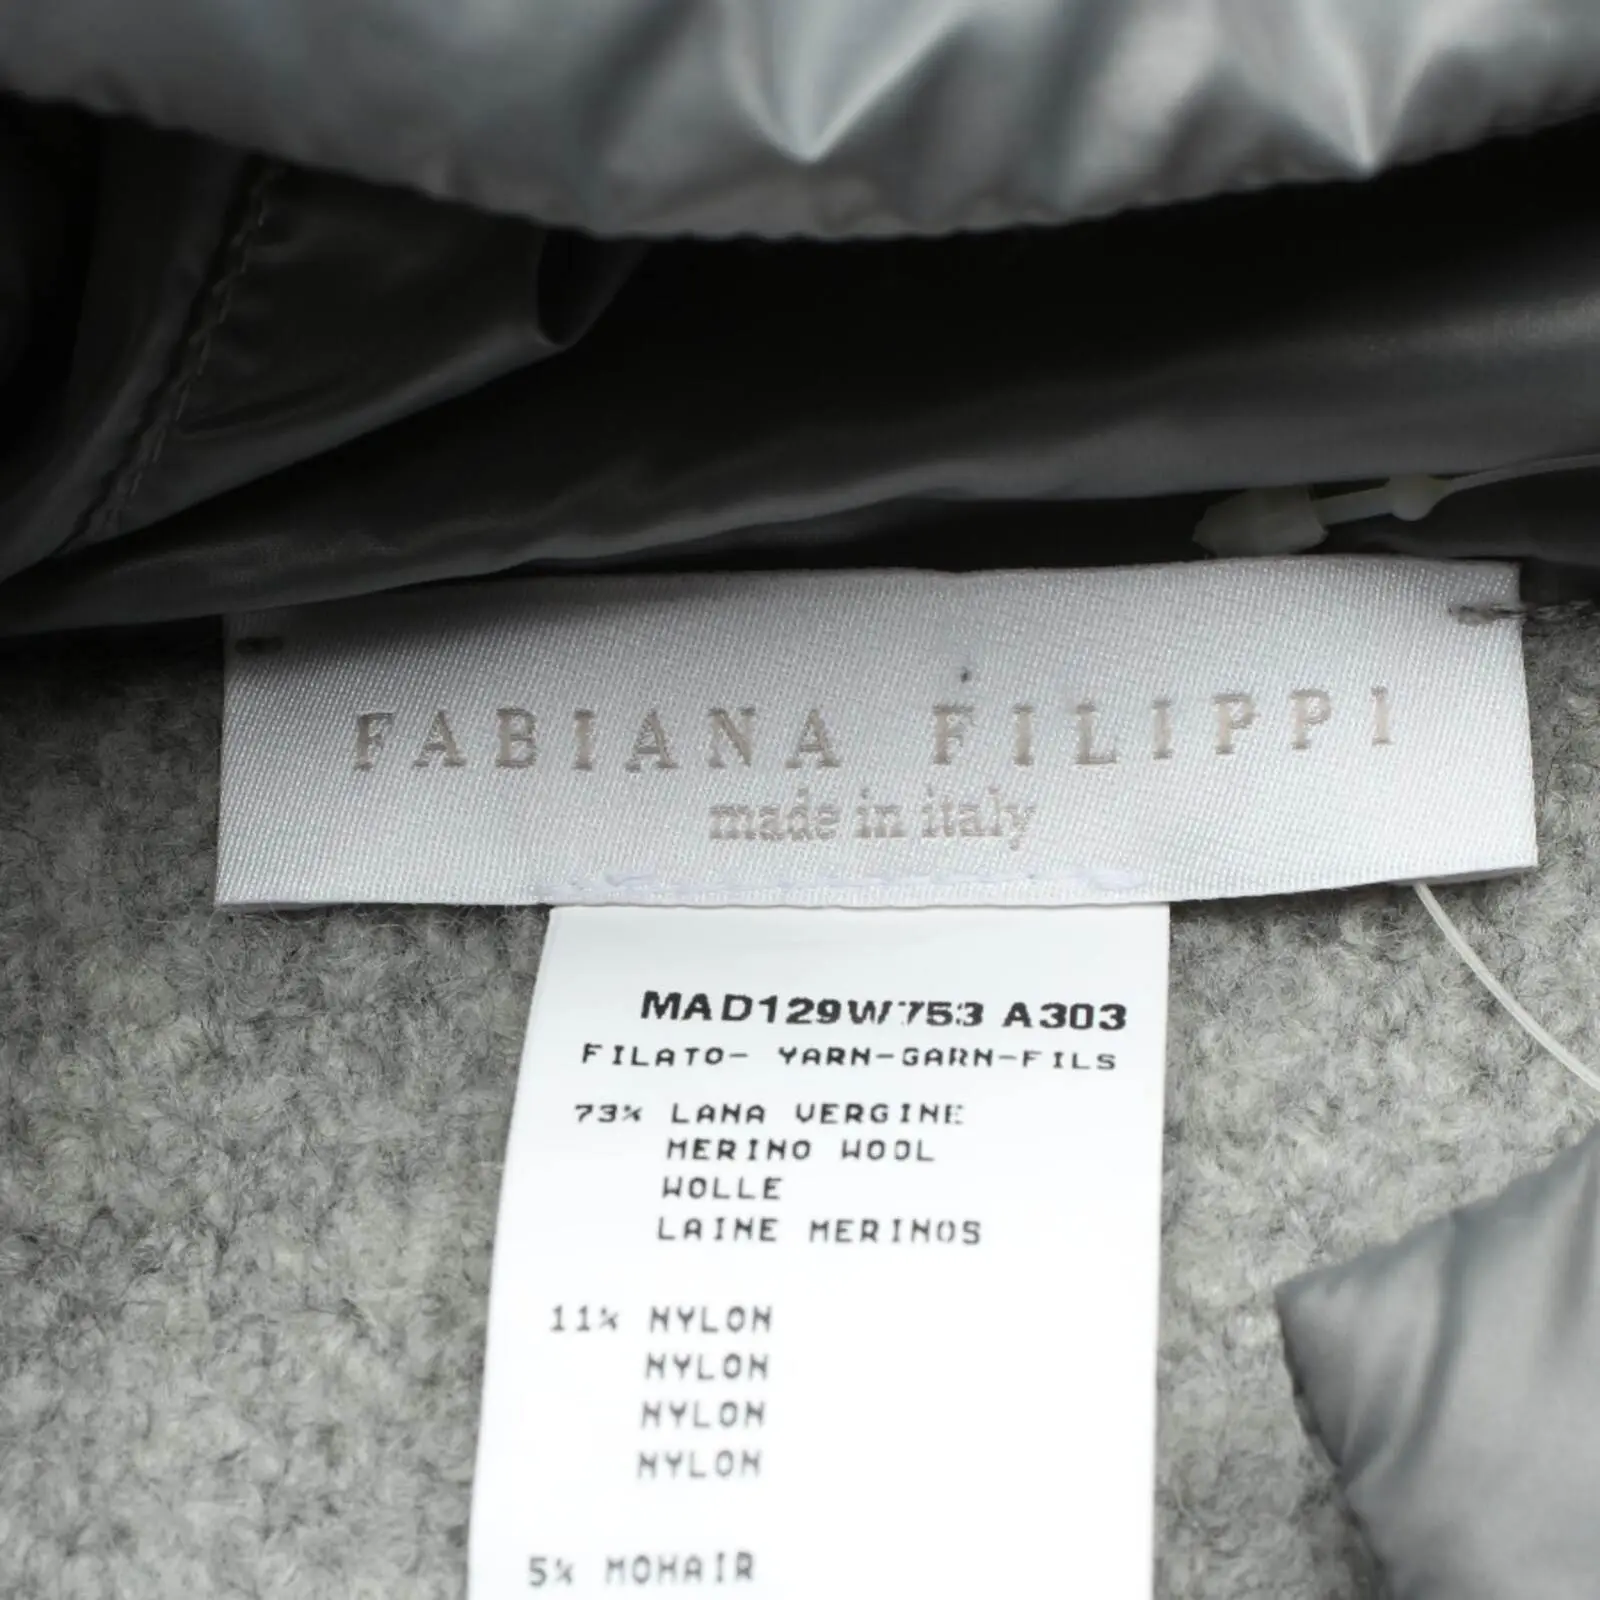 FABIANA FILIPPI
made in italy
MAD129W753 A303
FILATO- YARN-GARN-FILS
73% LANA VERGINE
MERINO WOOL
WOLLE
LAINE MERINOS
11% NYLON
NYLON
NYLON
NYLON
5% MOHAIR